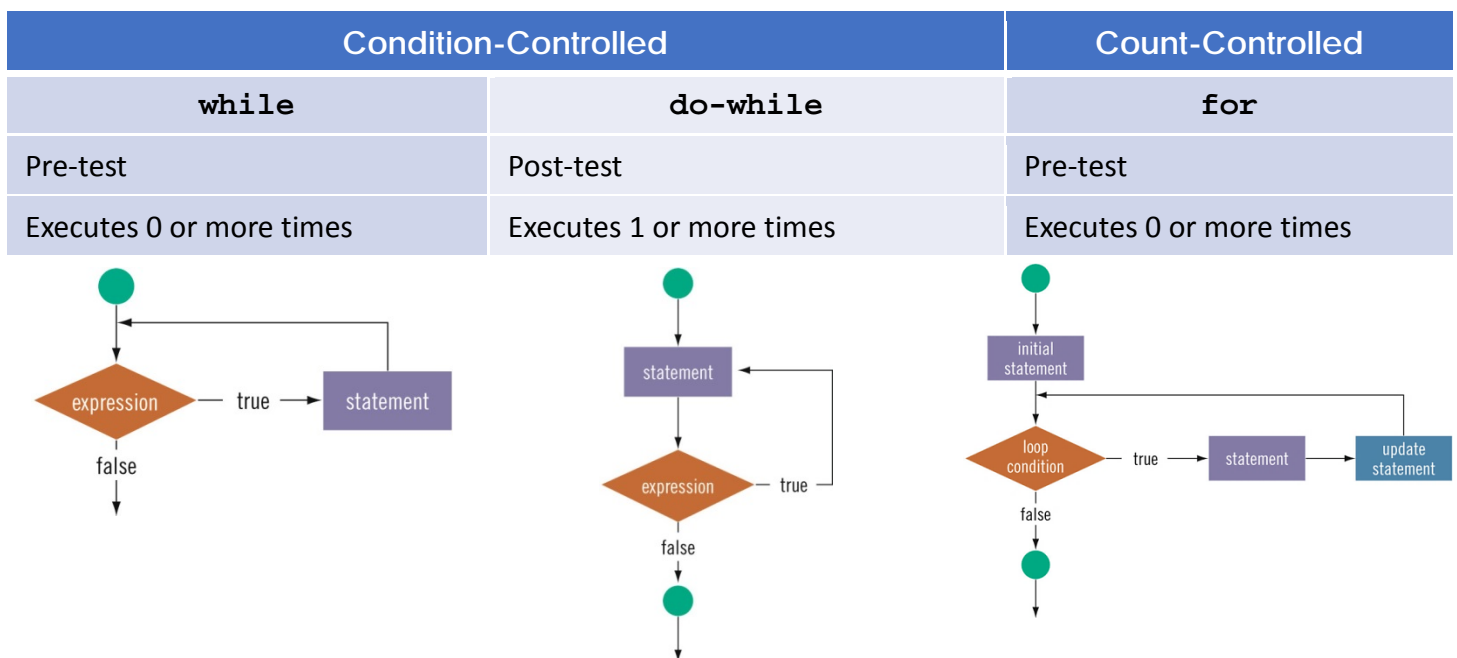 Condition-Controlled
Count-Controlled
while
do-while
for
Pre-test
Post-test
Pre-test
Executes 0 or more times
Executes 1 or more times
Executes 0 or more times
expression
true
statement
false
statement
expression
true
false
initial
statement
loop
condition
true
statement
update
statement
false